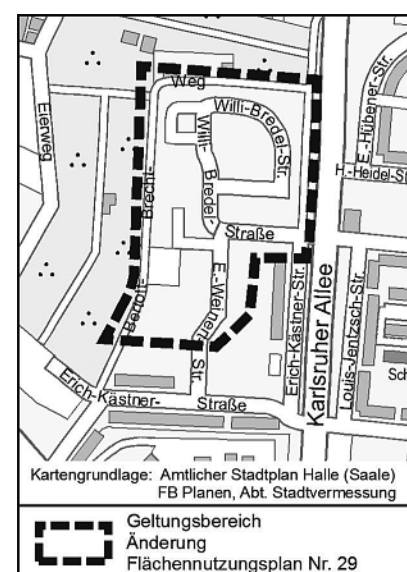 Weg
Eierweg
Willi-Bredel-Str.
Willi-
Bredel-
Straße
Bertolt-
Brecht-
E.-Weinert-
Str.
Erich-Kästner-Str.
Karlsruher Allee
E.-Hübener-Str.
H.-Heidel-Si
Louis-Jentzsch-Str.
Sch
Erich-Kästner-
Straße
Kartengrundlage: Amtlicher Stadtplan Halle (Saale)
FB Planen, Abt. Stadtvermessung
Geltungsbereich
Änderung
Flächennutzungsplan Nr. 29